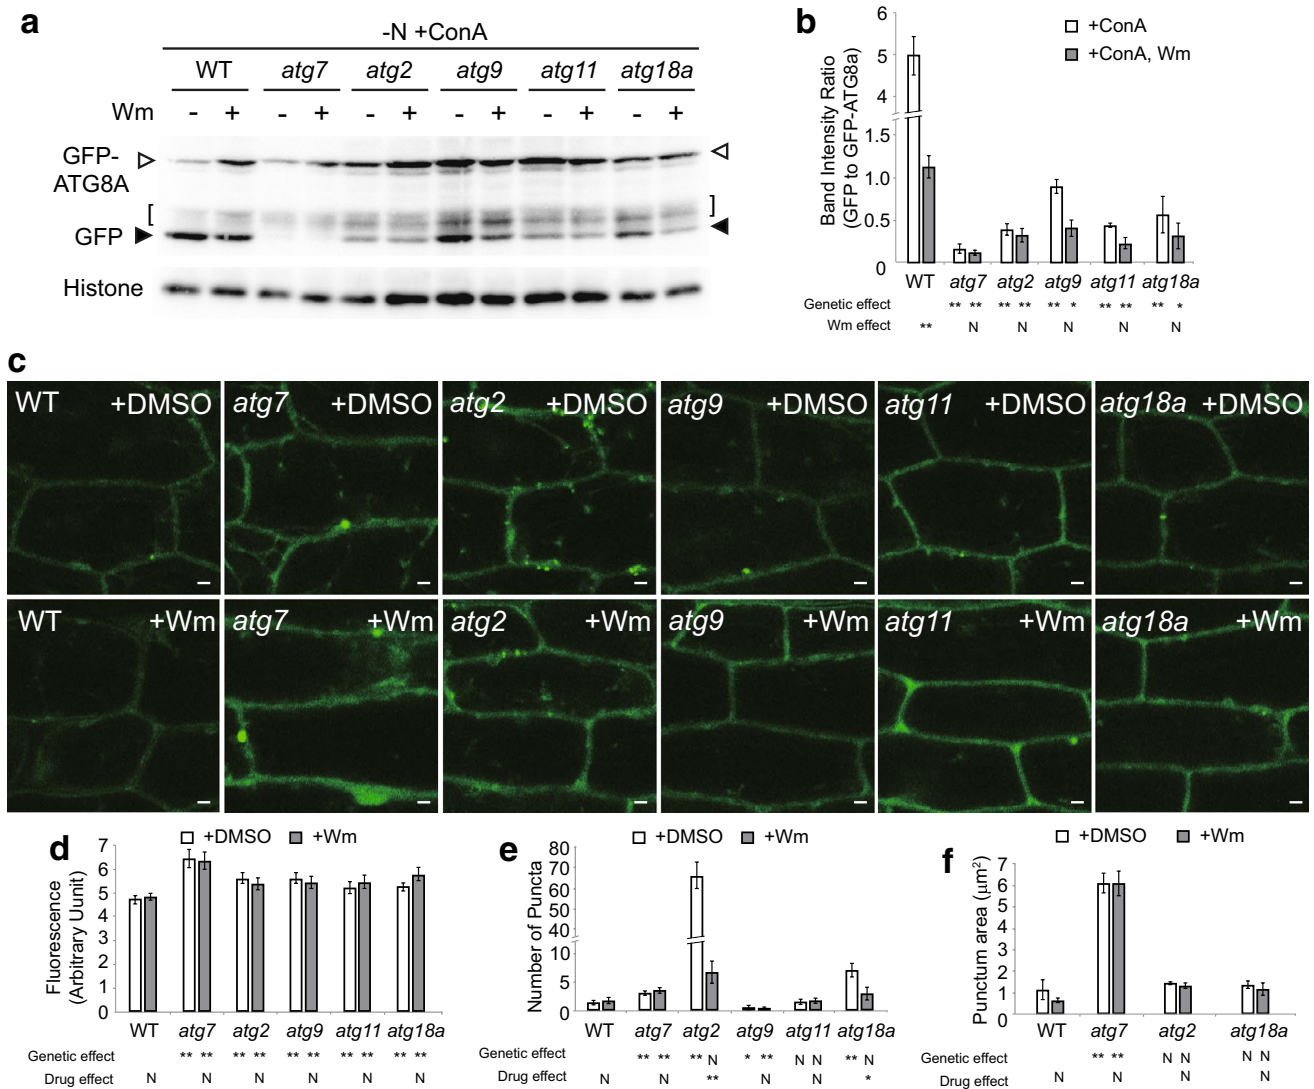 a
-N +ConA
WT atg7 atg2 atg9 atg11 atg18a
Wm - + - + - + - + - + - +
GFP-
ATG8A
[ ]
GFP
Histone
b
Band Intensity Ratio
(GFP to GFP-ATG8a)
+ConA
+ConA, Wm
6
5
4
1.5
1.0
0.5
0
WT atg7 atg2 atg9 atg11 atg18a
Genetic effect ** ** ** ** ** * ** ** ** *
Wm effect ** N N N N N
c
WT +DMSO atg7 +DMSO atg2 +DMSO atg9 +DMSO atg11 +DMSO atg18a +DMSO
WT +Wm atg7 +Wm atg2 +Wm atg9 +Wm atg11 +Wm atg18a +Wm
d
+DMSO +Wm
Fluorescence
(Arbitrary Uunit)
7
6
5
4
3
2
1
0
WT atg7 atg2 atg9 atg11 atg18a
Genetic effect ** ** ** ** ** ** ** ** ** **
Drug effect N N N N N N
e
+DMSO +Wm
Number of Puncta
80
70
60
50
40
10
5
0
WT atg7 atg2 atg9 atg11 atg18a
Genetic effect ** ** ** N * ** N N ** N
Drug effect N N ** N N *
f
+DMSO +Wm
Punctum area (μm²)
7
6
5
4
3
2
1
0
WT atg7 atg2 atg18a
Genetic effect ** ** N N N N
Drug effect N N N N